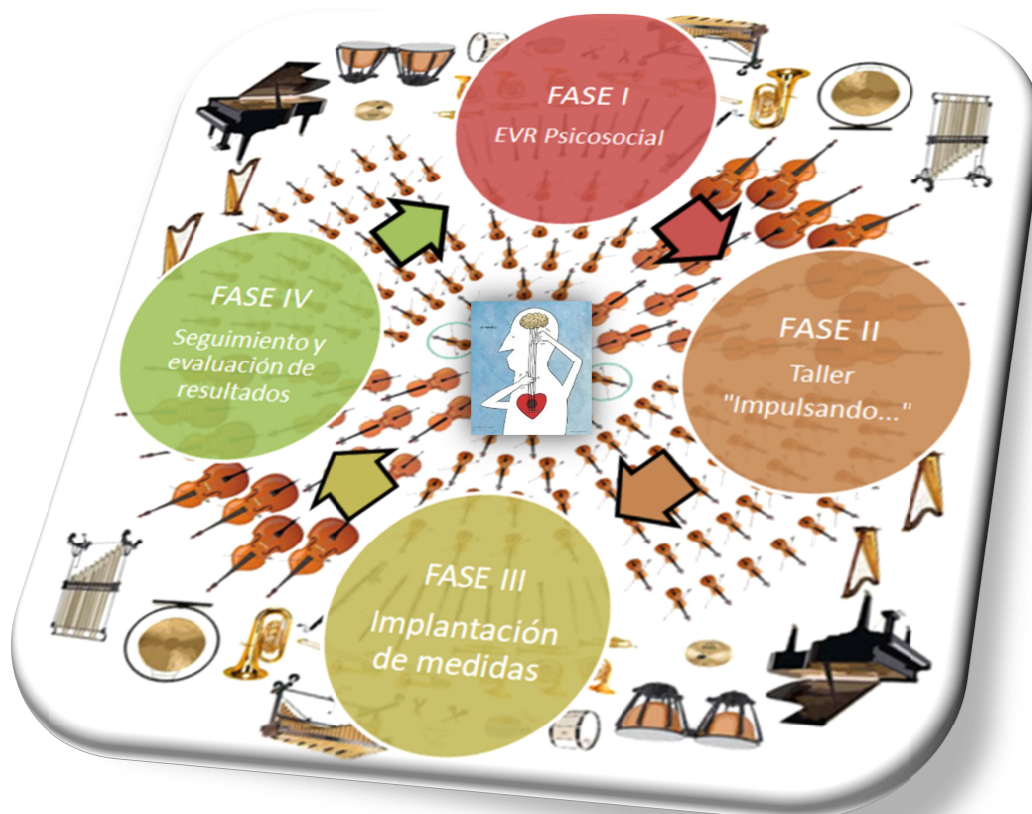 FASE I
EVR Psicosocial
FASE II
Taller
"Impulsando..."
FASE III
Implantación
de medidas
FASE IV
Seguimiento y
evaluación de
resultados